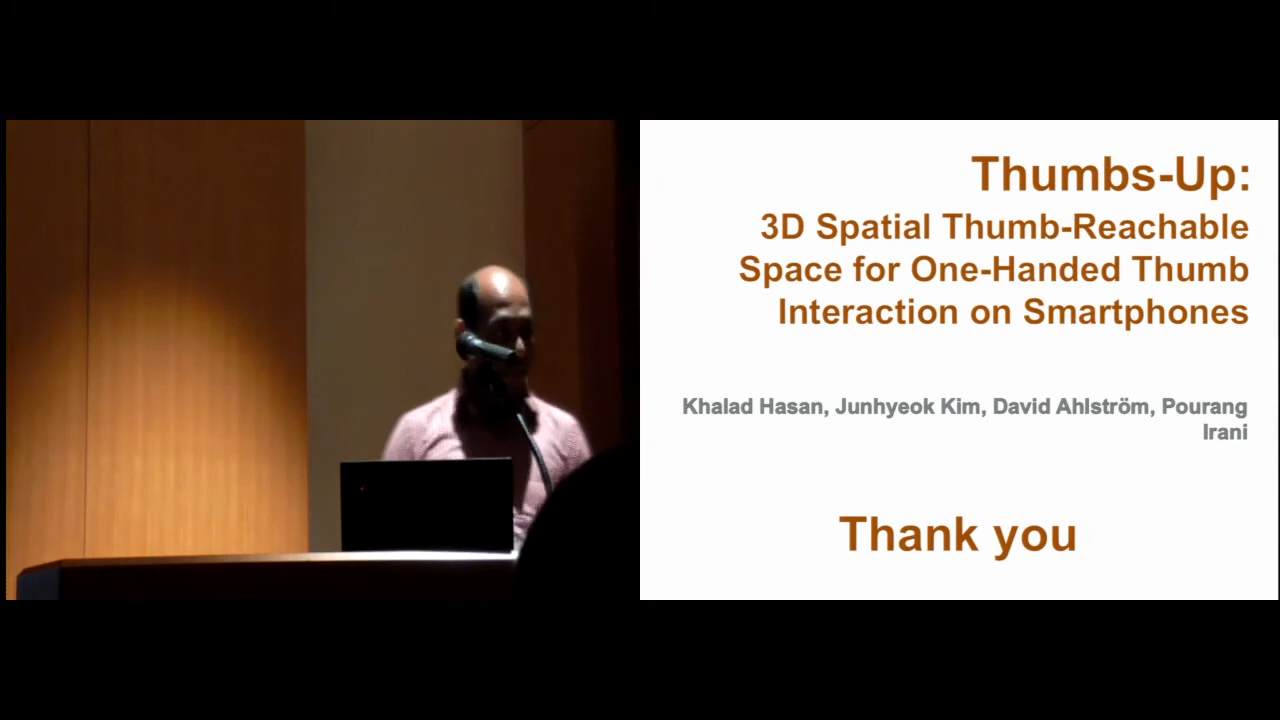 Thumbs-Up:
3D Spatial Thumb-Reachable
Space for One-Handed Thumb
Interaction on Smartphones
Khalad Hasan, Junhyeok Kim, David Ahlström, Pourang
Irani
Thank you